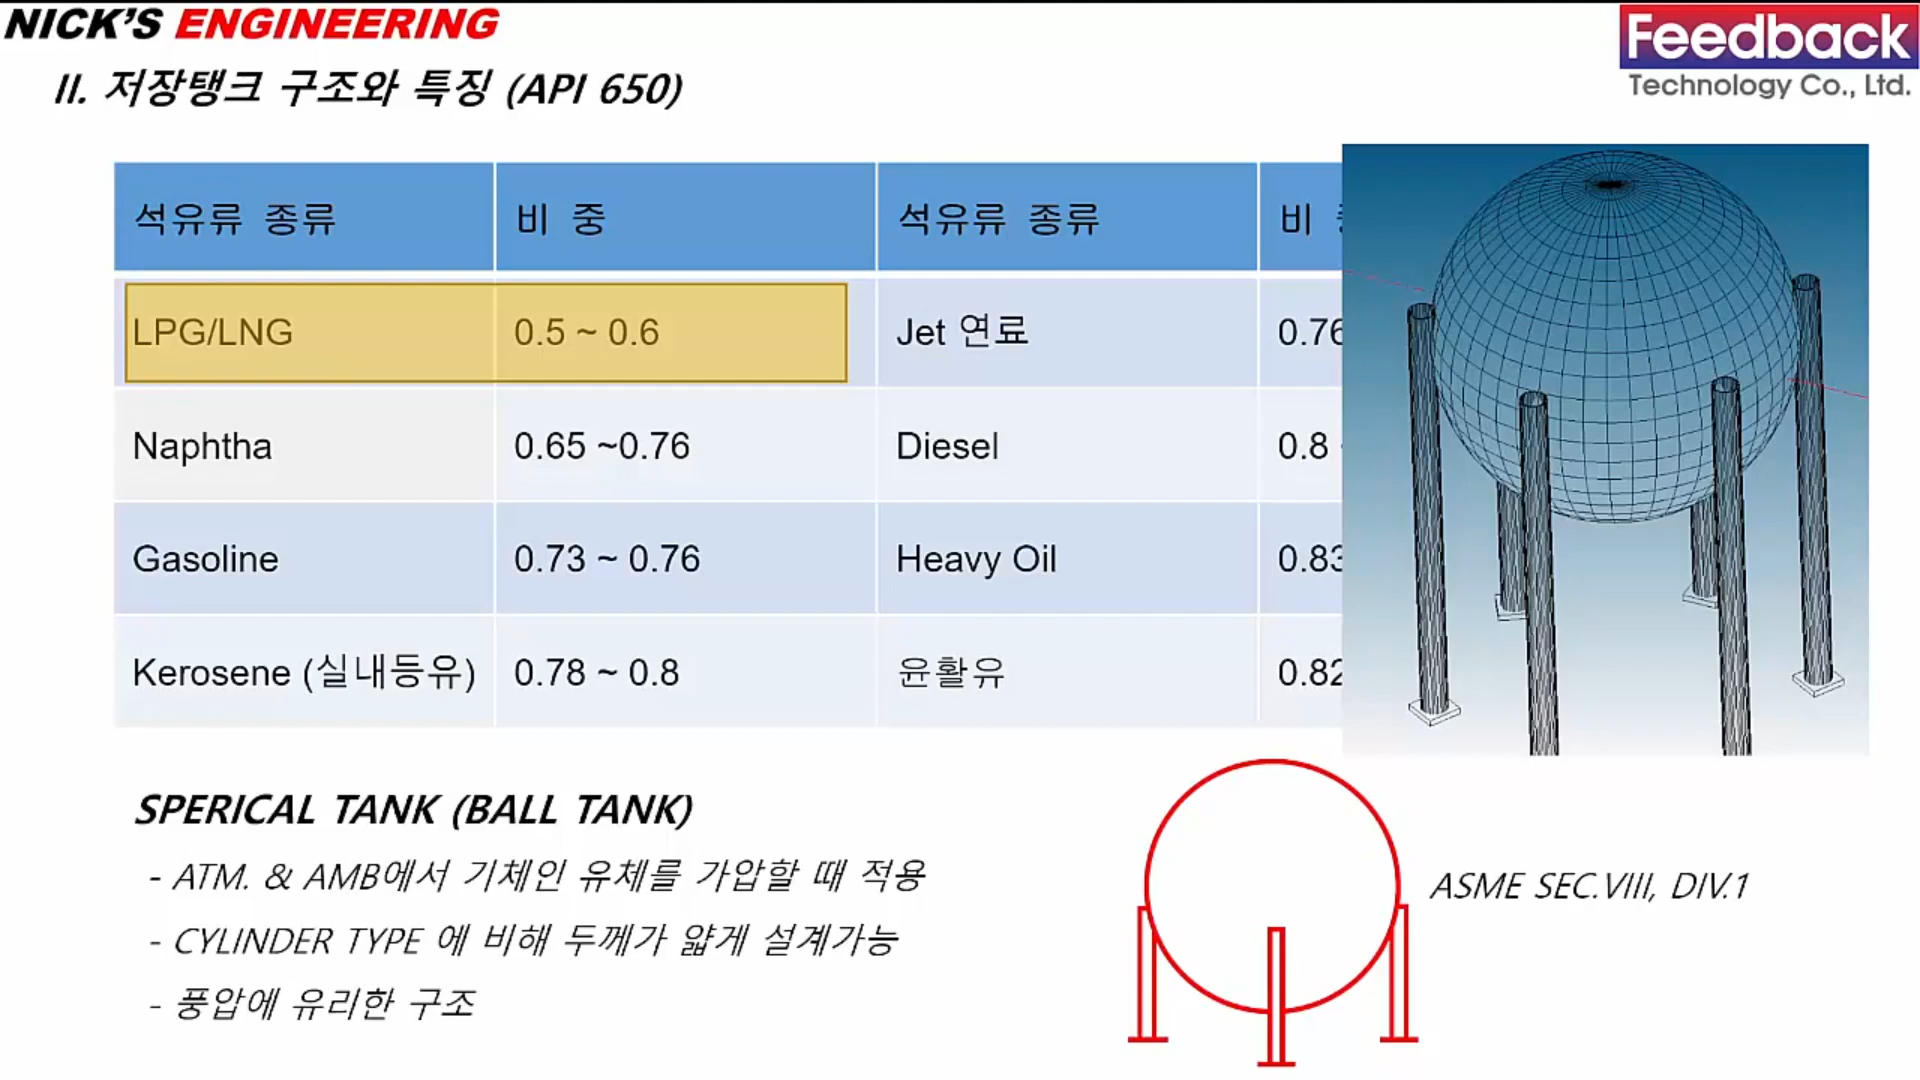 NICK'S ENGINEERING
Feedback
Technology Co., Ltd.
II. 저장탱크 구조와 특징 (API 650)
석유류 종류 비 중 석유류 종류 비
LPG/LNG 0.5 ~ 0.6 Jet 연료 0.76
Naphtha 0.65 ~0.76 Diesel 0.8
Gasoline 0.73 ~ 0.76 Heavy Oil 0.83
Kerosene (실내등유) 0.78 ~ 0.8 윤활유 0.82
SPERICAL TANK (BALL TANK)
- ATM. & AMB에서 기체인 유체를 가압할 때 적용
- CYLINDER TYPE 에 비해 두께가 얇게 설계가능
- 풍압에 유리한 구조
ASME SEC.VIII, DIV.1